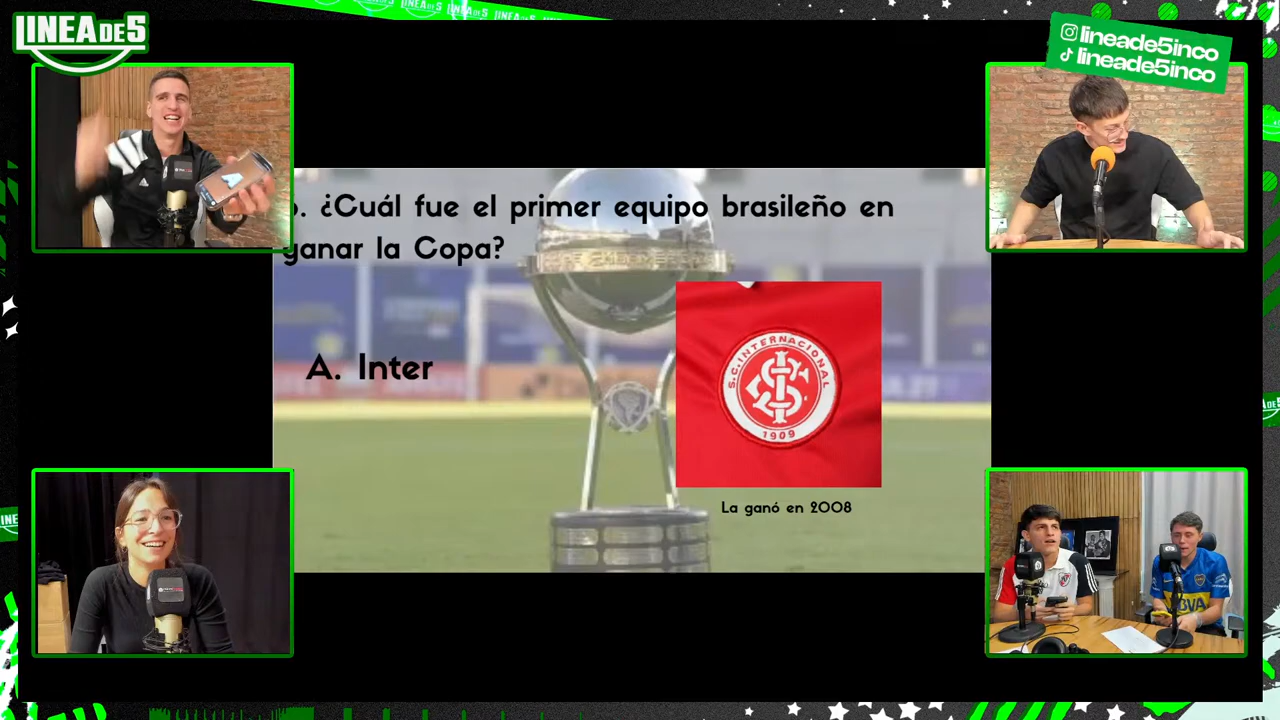 LINEA DE 5
lineade5inco
lineade5inco
. ¿Cuál fue el primer equipo brasileño en
ganar la Copa?
A. Inter
S.C. INTERNACIONAL
1909
La ganó en 2008
A
BBVA